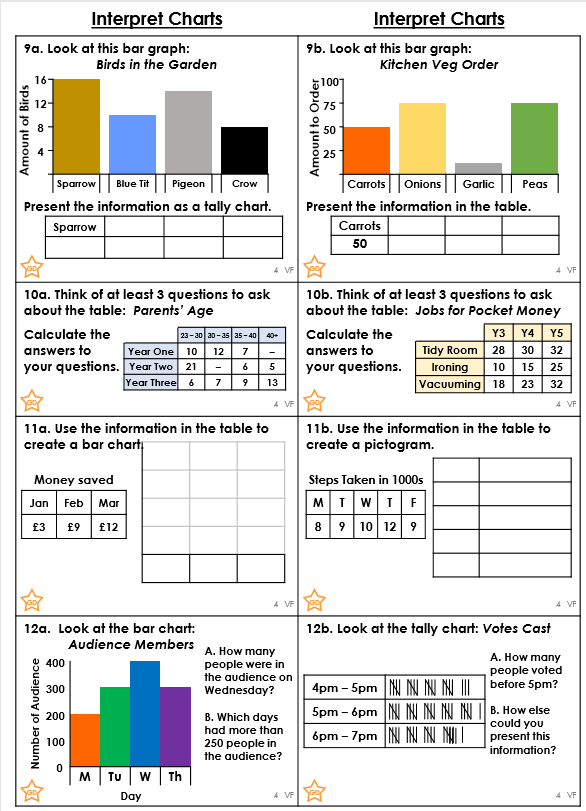 Interpret Charts
Interpret Charts
9a. Look at this bar graph:
Birds in the Garden
Amount of Birds
16
12
8
4
Sparrow Blue Tit Pigeon Crow
Present the information as a tally chart.
Sparrow
GD
4 VF
9b. Look at this bar graph:
Kitchen Veg Order
Amount to Order
100
75
50
25
Carrots Onions Garlic Peas
Present the information in the table.
Carrots
50
GD
4 VF
10a. Think of at least 3 questions to ask
about the table: Parents’ Age
Calculate the
answers to
your questions.
23 – 30 30 – 35 35 – 40 40+
Year One 10 12 7 –
Year Two 21 – 6 5
Year Three 6 7 9 13
GD
4 VF
10b. Think of at least 3 questions to ask
about the table: Jobs for Pocket Money
Calculate the
answers to
your questions.
Y3 Y4 Y5
Tidy Room 28 30 32
Ironing 10 15 25
Vacuuming 18 23 32
GD
4 VF
11a. Use the information in the table to
create a bar chart.
Money saved
Jan Feb Mar
£3 £9 £12
GD
4 VF
11b. Use the information in the table to
create a pictogram.
Steps Taken in 1000s
M T W T F
8 9 10 12 9
GD
4 VF
12a. Look at the bar chart:
Audience Members
Number of Audience
400
300
200
100
0
M Tu W Th
Day
A. How many
people were in
the audience on
Wednesday?
B. Which days
had more than
250 people in
the audience?
GD
4 VF
12b. Look at the tally chart: Votes Cast
4pm – 5pm
5pm – 6pm
6pm – 7pm
A. How many
people voted
before 5pm?
B. How else
could you
present this
information?
GD
4 VF